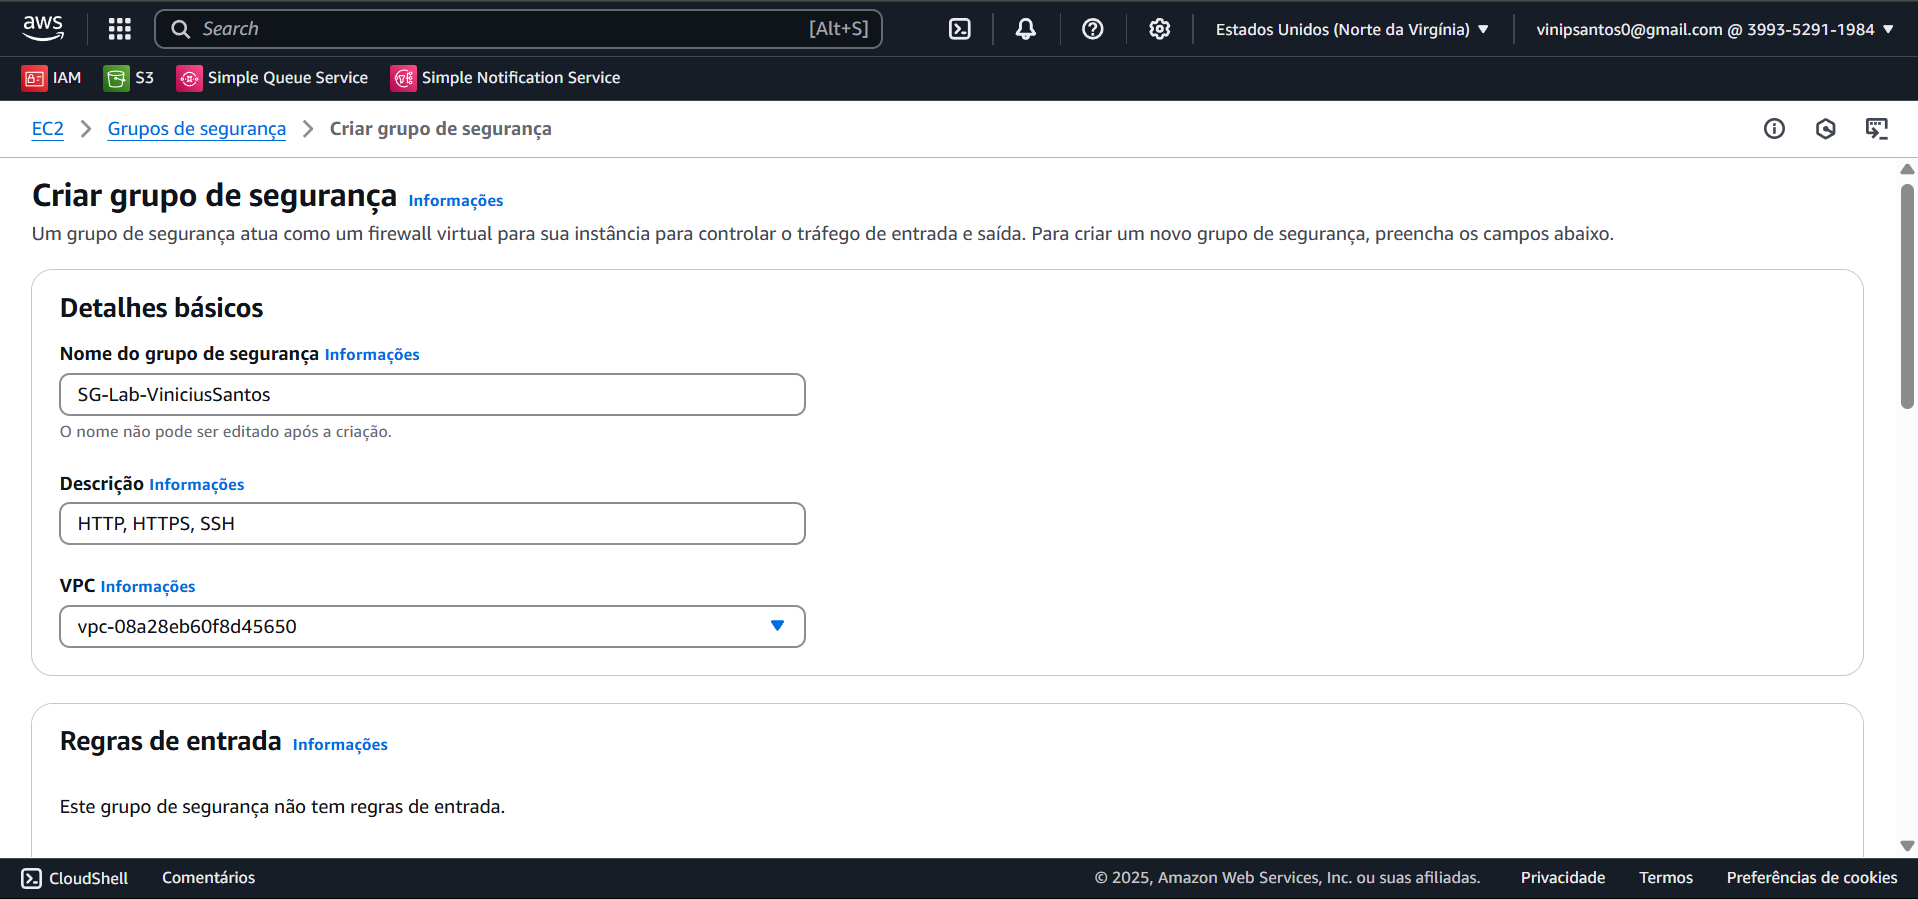 aws
Search [Alt+S]
Estados Unidos (Norte da Virgínia)
vinipsantos0@gmail.com @ 3993-5291-1984
IAM
S3
Simple Queue Service
Simple Notification Service
EC2
Grupos de segurança
Criar grupo de segurança
Criar grupo de segurança Informações
Um grupo de segurança atua como um firewall virtual para sua instância para controlar o tráfego de entrada e saída. Para criar um novo grupo de segurança, preencha os campos abaixo.
Detalhes básicos
Nome do grupo de segurança Informações
SG-Lab-ViniciusSantos
O nome não pode ser editado após a criação.
Descrição Informações
HTTP, HTTPS, SSH
VPC Informações
vpc-08a28eb60f8d45650
Regras de entrada Informações
Este grupo de segurança não tem regras de entrada.
CloudShell
Comentários
© 2025, Amazon Web Services, Inc. ou suas afiliadas.
Privacidade
Termos
Preferências de cookies